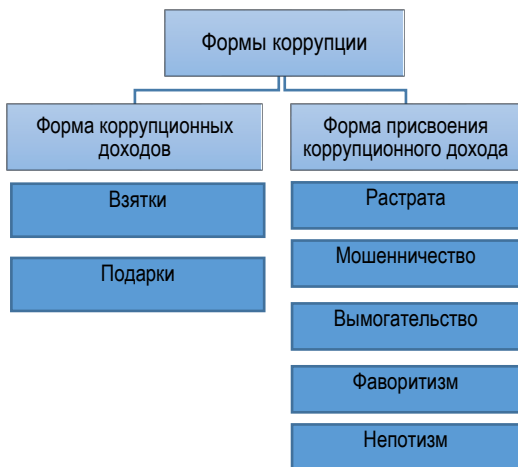 Формы коррупции
Форма коррупционных
доходов
Взятки
Подарки
Форма присвоения
коррупционного дохода
Растрата
Мошенничество
Вымогательство
Фаворитизм
Непотизм